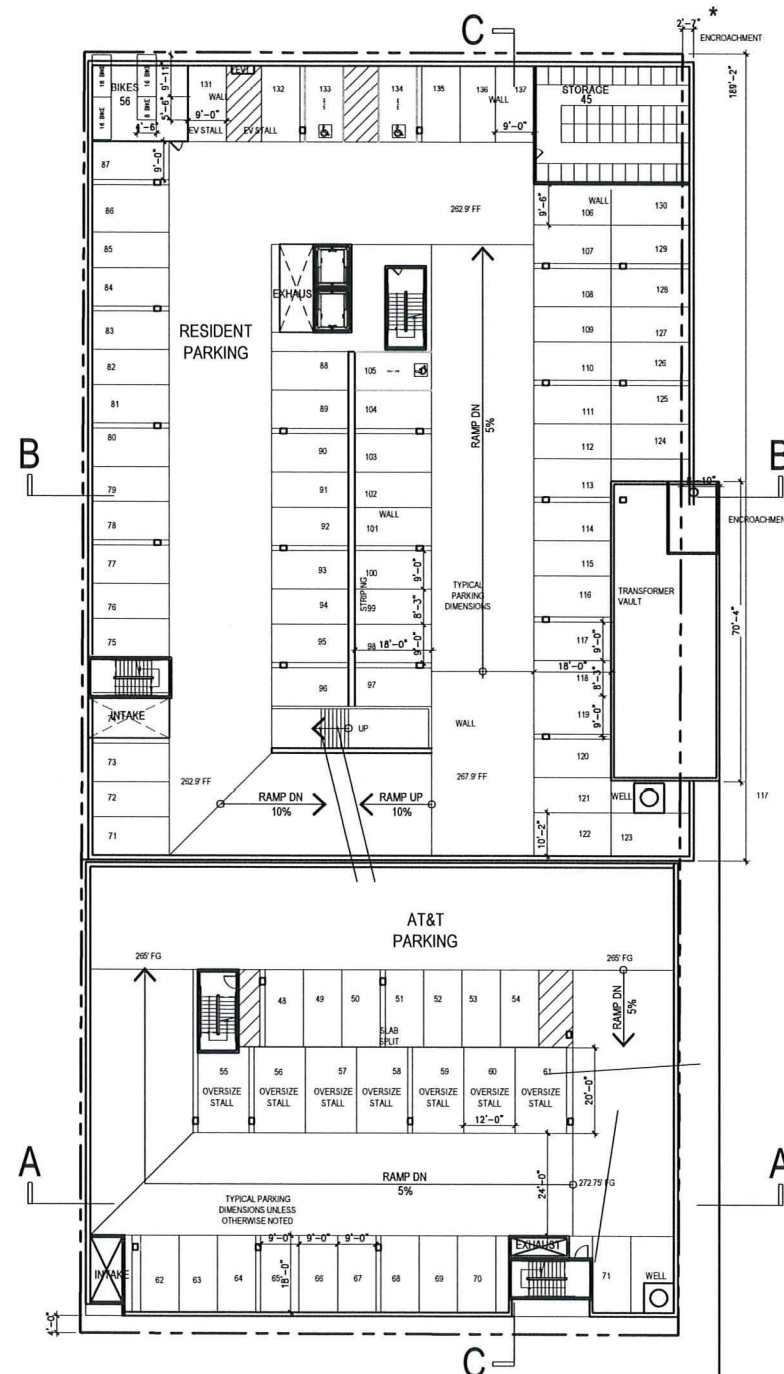 C
2'-7"
*
ENCROACHMENT
189'-2"
16 BIKE
16 BIKE
16 BIKE
8 BIKE
BIKES
56
9'-11"
5'-6"
4'-6"
131
WALL
9'-0"
EV STALL
EV STALL
132
133
134
135
136
137
WALL
9'-0"
STORAGE
45
87
9'-0"
86
85
84
83
82
81
80
79
78
77
76
75
262.9' FF
9'-6"
WALL
106
130
107
129
108
128
109
127
110
126
111
125
112
124
113
114
115
116
EXHAUS
RESIDENT
PARKING
88
105
89
104
90
103
91
102
WALL
92
101
93
100
94
99
95
98
96
97
STRIPING
9'-0"
8'-3"
9'-0"
18'-0"
RAMP DN
5%
TYPICAL
PARKING
DIMENSIONS
B
B
ENCROACHMENT
TRANSFORMER
VAULT
70'-4"
117
9'-0"
18'-0"
118
8'-3"
119
9'-0"
120
121
WELL
122
123
10'-2"
117
INTAKE
73
72
71
UP
WALL
262.9' FF
267.9' FF
RAMP DN
10%
RAMP UP
10%
AT&T
PARKING
265' FG
265' FG
48
49
50
51
52
53
54
SLAB
SPLIT
RAMP DN
5%
55
OVERSIZE
STALL
56
OVERSIZE
STALL
57
OVERSIZE
STALL
58
OVERSIZE
STALL
59
OVERSIZE
STALL
60
OVERSIZE
STALL
61
OVERSIZE
STALL
12'-0"
20'-0"
24'-0"
A
A
RAMP DN
5%
272.75' FG
TYPICAL PARKING
DIMENSIONS UNLESS
OTHERWISE NOTED
9'-0"
9'-0"
9'-0"
18'-0"
INTAKE
62
63
64
65
66
67
68
69
70
EXHAUST
71
WELL
4'-0"
C